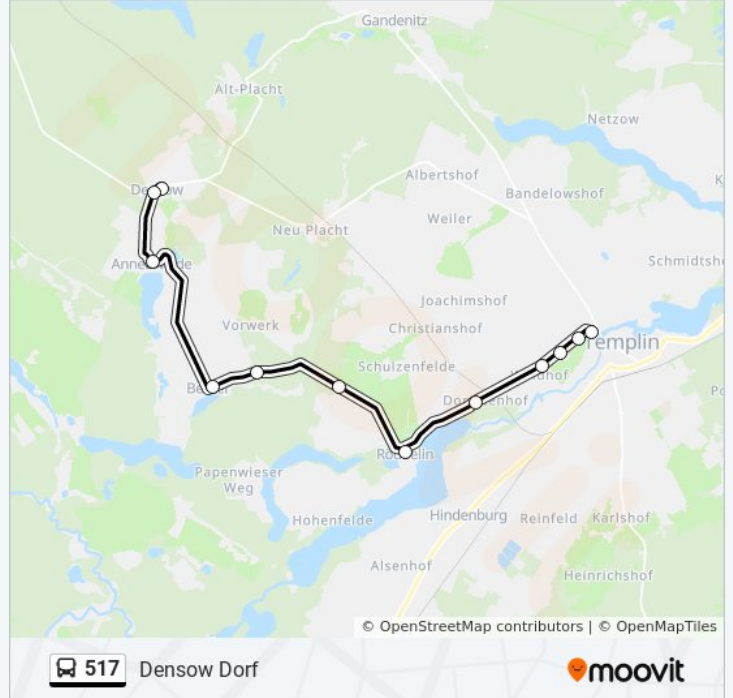 Gandenitz
Alt-Placht
Netzow
Albertshof
Bandelowshof
Weiler
Neu Placht
Schmidtsh
Joachimshof
Vorwerk
Christianshof
Templin
Schulzenfelde
Papenwieser
Weg
Hindenburg
Reinfeld
Karlshof
Hohenfelde
Alsenhof
Heinrichshof
© OpenStreetMap contributors | © OpenMapTiles
517 Densow Dorf
moovit